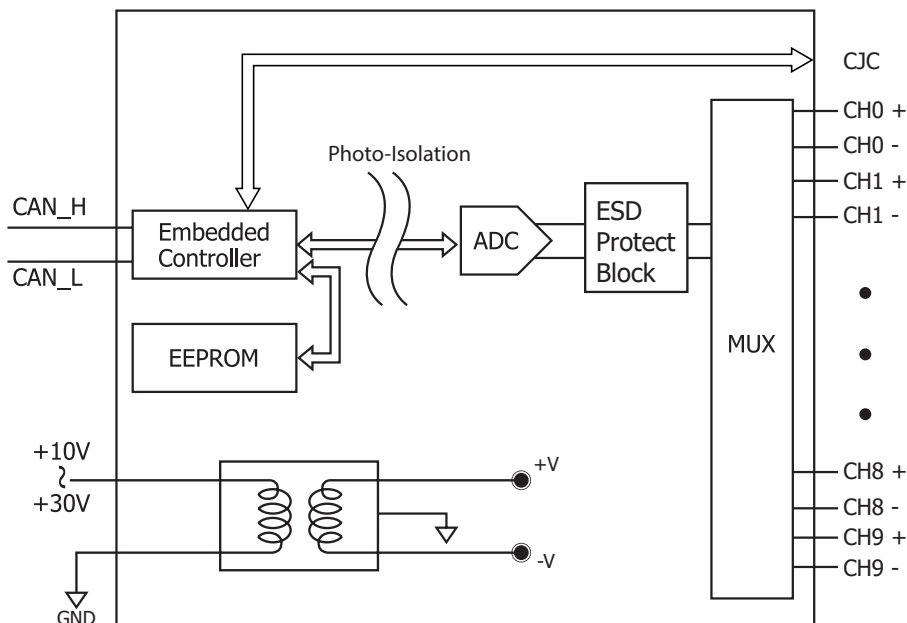 CJC
CH0 +
CH0 -
CH1 +
CH1 -
Photo-Isolation
CAN_H
CAN_L
Embedded
Controller
ADC
ESD
Protect
Block
MUX
EEPROM
+10V
+30V
GND
+V
-V
CH8 +
CH8 -
CH9 +
CH9 -